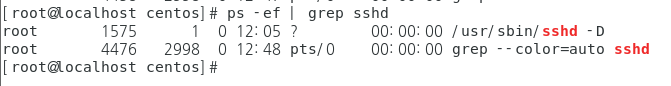 [root@localhost centos]# ps -ef | grep sshd
root 1575 1 0 12:05 ? 00:00:00 /usr/sbin/sshd -D
root 4476 2998 0 12:48 pts/0 00:00:00 grep --color=auto sshd
[root@localhost centos]#